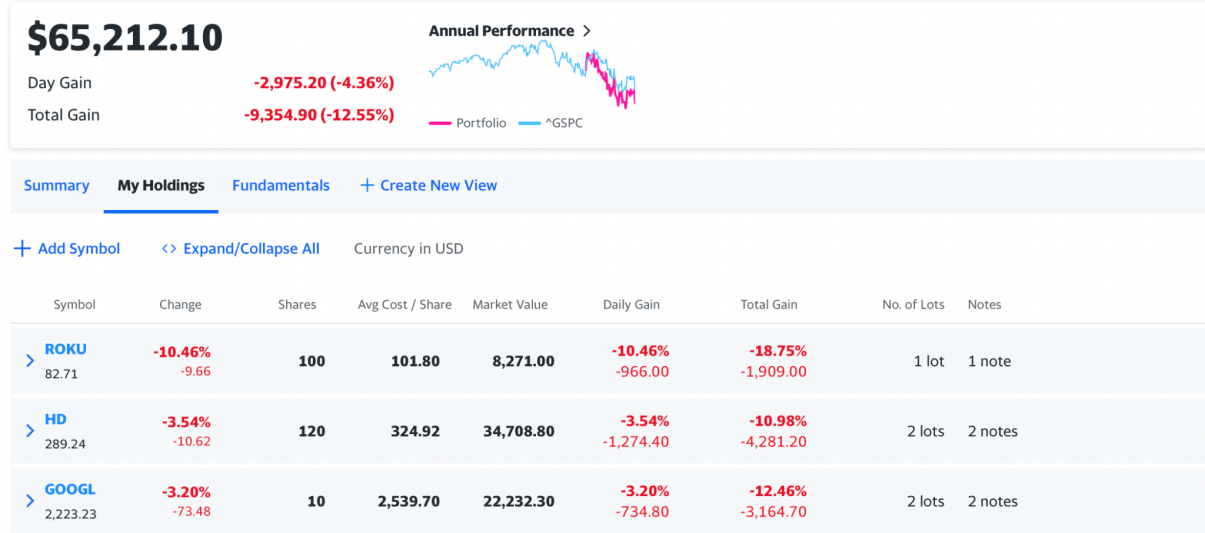 $65,212.10
Annual Performance >
Day Gain -2,975.20 (-4.36%)
Total Gain -9,354.90 (-12.55%)
Portfolio ^GSPC
Summary My Holdings Fundamentals + Create New View
+ Add Symbol <> Expand/Collapse All Currency in USD
Symbol Change Shares Avg Cost / Share Market Value Daily Gain Total Gain No. of Lots Notes
ROKU -10.46% 100 101.80 8,271.00 -10.46% -18.75% 1 lot 1 note
82.71 -9.66 -966.00 -1,909.00
HD -3.54% 120 324.92 34,708.80 -3.54% -10.98% 2 lots 2 notes
289.24 -10.62 -1,274.40 -4,281.20
GOOGL -3.20% 10 2,539.70 22,232.30 -3.20% -12.46% 2 lots 2 notes
2,223.23 -73.48 -734.80 -3,164.70